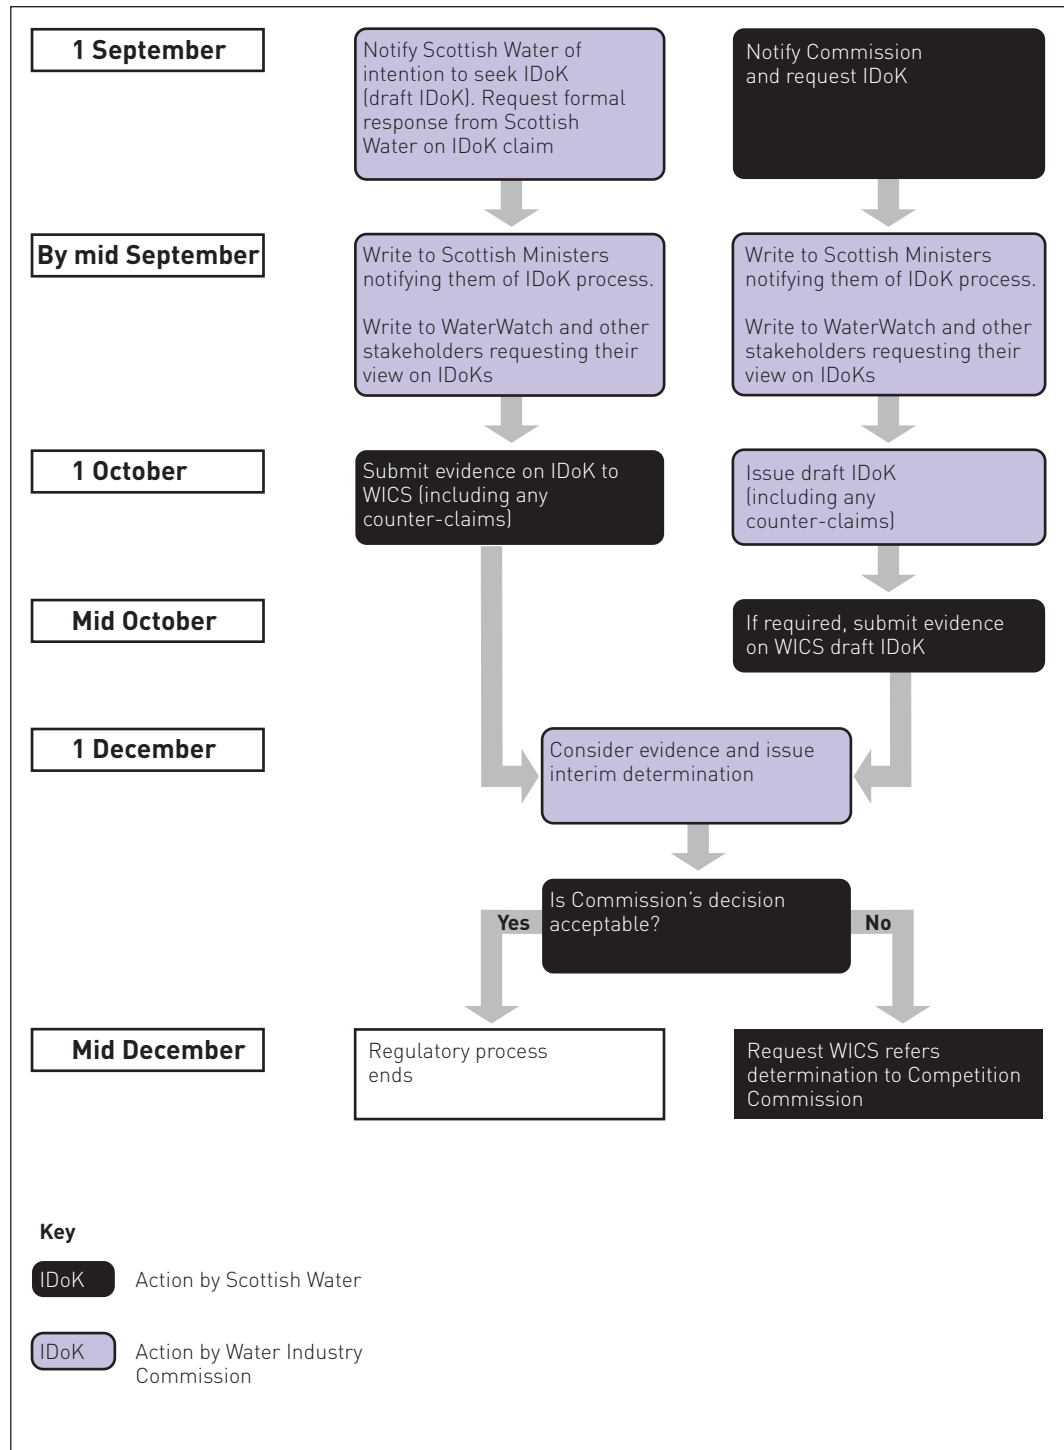 1 September
Notify Scottish Water of
intention to seek IDoK
(draft IDoK). Request formal
response from Scottish
Water on IDoK claim
Notify Commission
and request IDoK
By mid September
Write to Scottish Ministers
notifying them of IDoK process.
Write to WaterWatch and other
stakeholders requesting their
view on IDoKs
Write to Scottish Ministers
notifying them of IDoK process.
Write to WaterWatch and other
stakeholders requesting their
view on IDoKs
1 October
Submit evidence on IDoK to
WICS (including any
counter-claims)
Issue draft IDoK
(including any
counter-claims)
Mid October
If required, submit evidence
on WICS draft IDoK
1 December
Consider evidence and issue
interim determination
Is Commission's decision
acceptable?
Yes
No
Mid December
Regulatory process
ends
Request WICS refers
determination to Competition
Commission
Key
IDoK
Action by Scottish Water
IDoK
Action by Water Industry
Commission